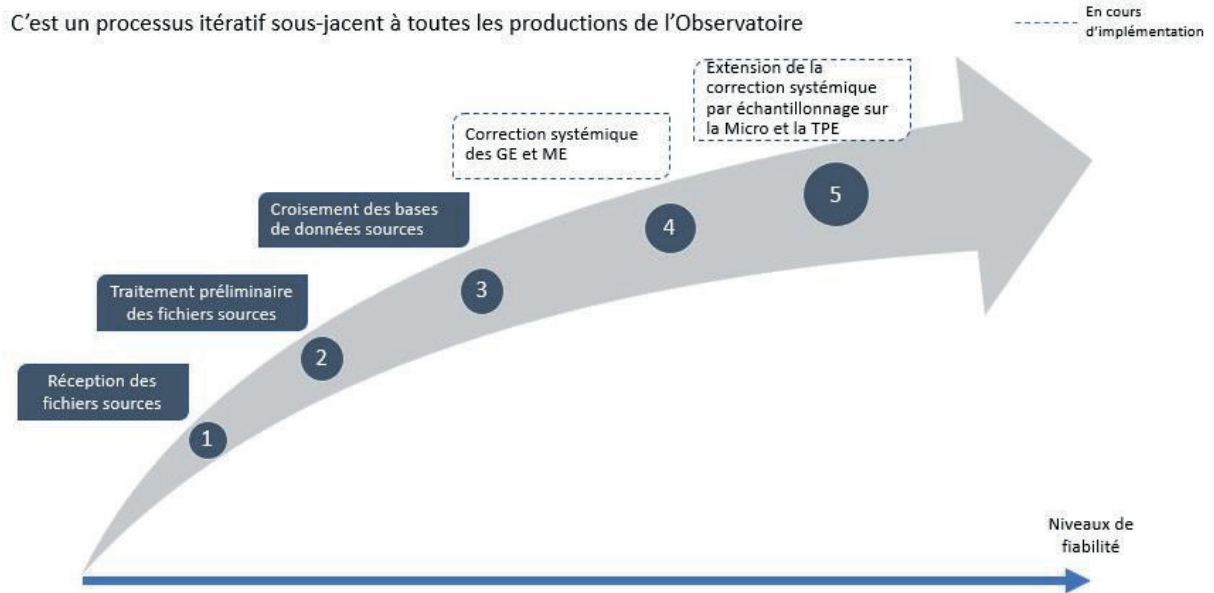 C’est un processus itératif sous-jacent à toutes les productions de l’Observatoire
En cours
d’implémentation
Extension de la
correction systémique
par échantillonnage sur
la Micro et la TPE
Correction systémique
des GE et ME
5
Croisement des bases
de données sources
4
Traitement préliminaire
des fichiers sources
3
2
Réception des
fichiers sources
1
Niveaux de
fiabilité